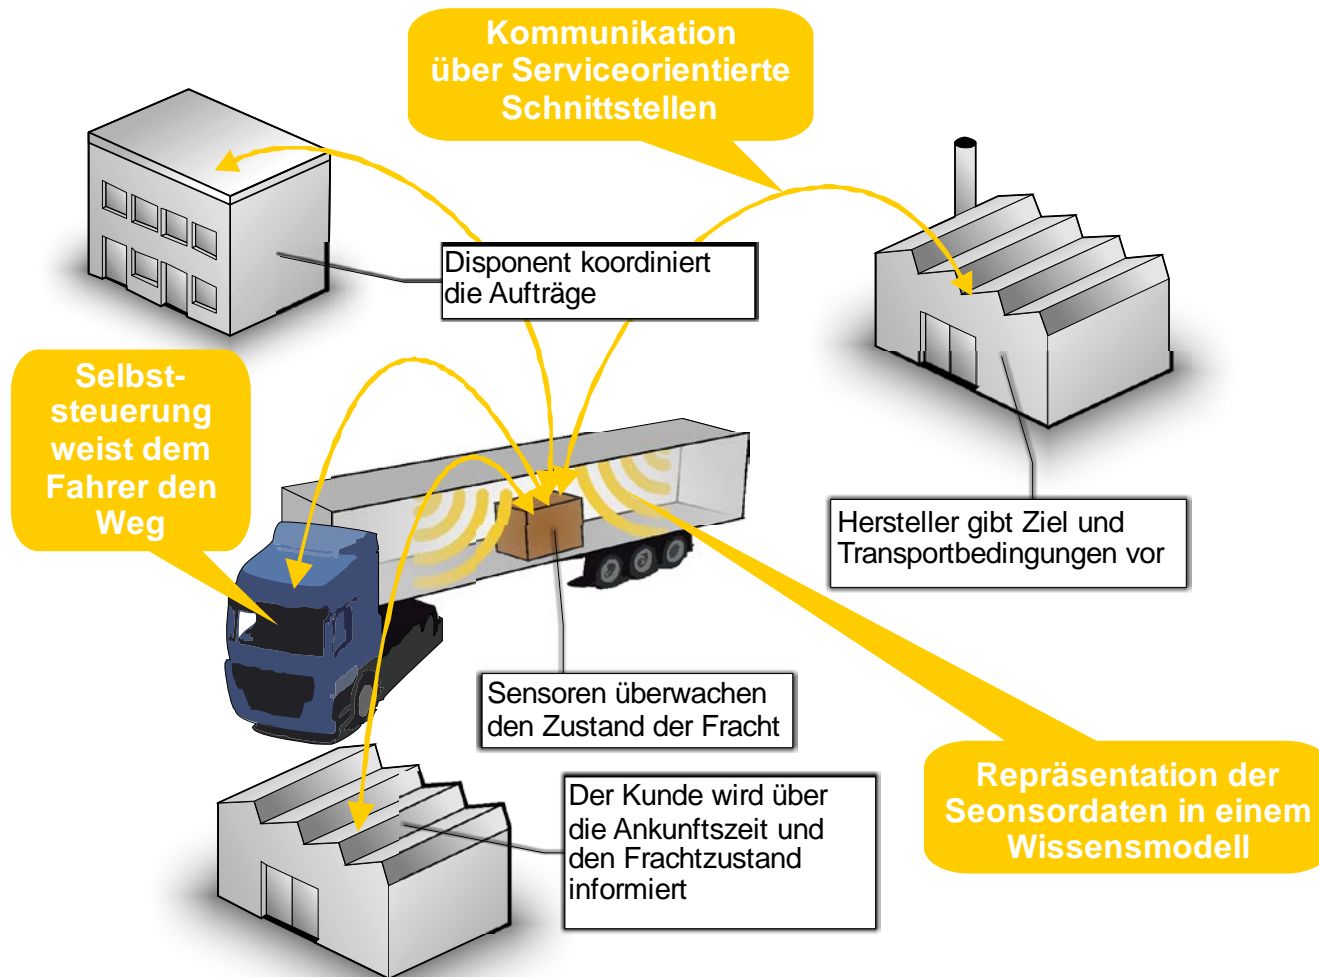 Kommunikation
über Serviceorientierte
Schnittstellen
Disponent koordiniert
die Aufträge
Selbst-
steuerung
weist dem
Fahrer den
Weg
Hersteller gibt Ziel und
Transportbedingungen vor
Sensoren überwachen
den Zustand der Fracht
Repräsentation der
Seonsordaten in einem
Wissensmodell
Der Kunde wird über
die Ankunftszeit und
den Frachtzustand
informiert